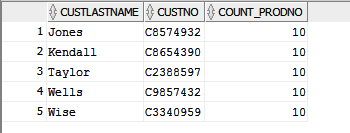 CUSTLASTNAME CUSTNO COUNT_PRODNO
1 Jones C8574932 10
2 Kendall C8654390 10
3 Taylor C2388597 10
4 Wells C9857432 10
5 Wise C3340959 10